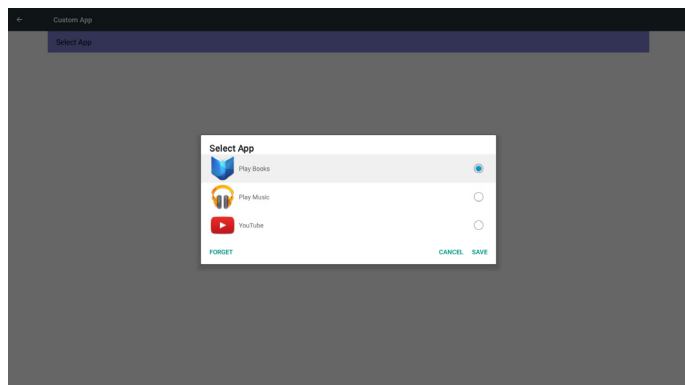 Custom App
Select App
Select App
Play Books
Play Music
YouTube
FORGET CANCEL SAVE